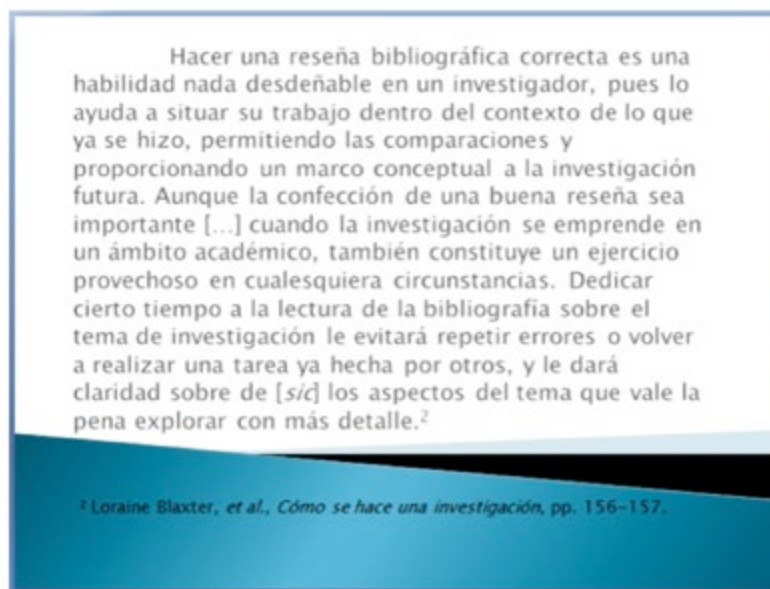 Hacer una reseña bibliográfica correcta es una
habilidad nada desdeñable en un investigador, pues lo
ayuda a situar su trabajo dentro del contexto de lo que
ya se hizo, permitiendo las comparaciones y
proporcionando un marco conceptual a la investigación
futura. Aunque la confección de una buena reseña sea
importante [...] cuando la investigación se emprende en
un ámbito académico, también constituye un ejercicio
provechoso en cualesquiera circunstancias. Dedicar
cierto tiempo a la lectura de la bibliografía sobre el
tema de investigación le evitará repetir errores o volver
a realizar una tarea ya hecha por otros, y le dará
claridad sobre de [sic] los aspectos del tema que vale la
pena explorar con más detalle.²
² Loraine Blaxter, et al., Cómo se hace una investigación, pp. 156-157.